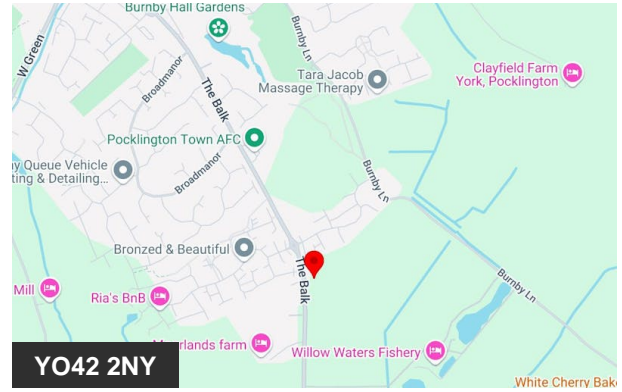 Burnby Hall Gardens
W Green
Burnby Ln
The Balk
Broadmanor
Tara Jacob
Massage Therapy
Clayfield Farm
York, Pocklington
Pocklington Town AFC
Queue Vehicle
ting & Detailing...
Broadmanor
Burnby Ln
Bronzed & Beautiful
The Balk
Burnby Ln
Mill
Ria's BnB
rlands farm
Willow Waters Fishery
YO42 2NY
White Cherry Bake